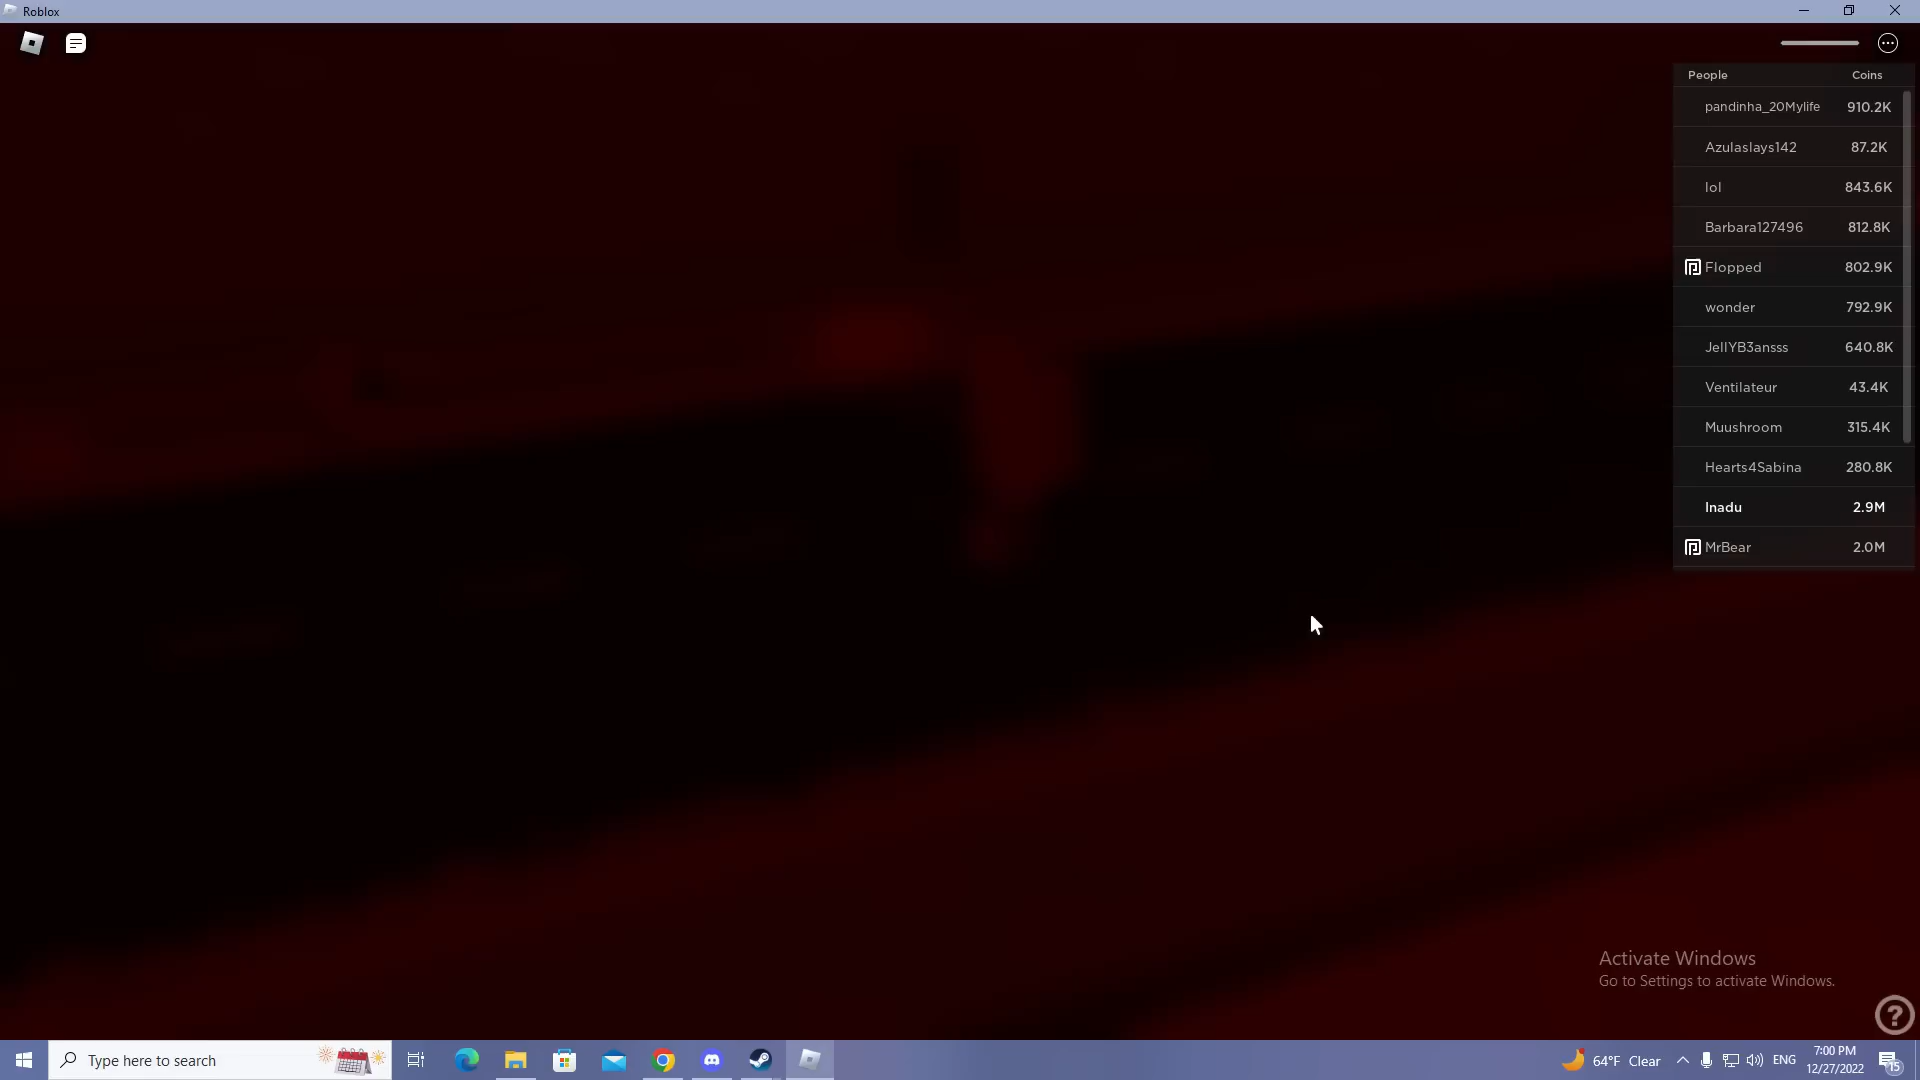 Roblox
People Coins
pandinha_20Mylife 910.2K
Azulaslays142 87.2K
lol 843.6K
Barbara127496 812.8K
Flopped 802.9K
wonder 792.9K
JellYB3ansss 640.8K
Ventilateur 43.4K
Muushroom 315.4K
Hearts4Sabina 280.8K
Inadu 2.9M
MrBear 2.0M
Activate Windows
Go to Settings to activate Windows.
?
Type here to search
64°F Clear
ENG
7:00 PM
12/27/2022
15